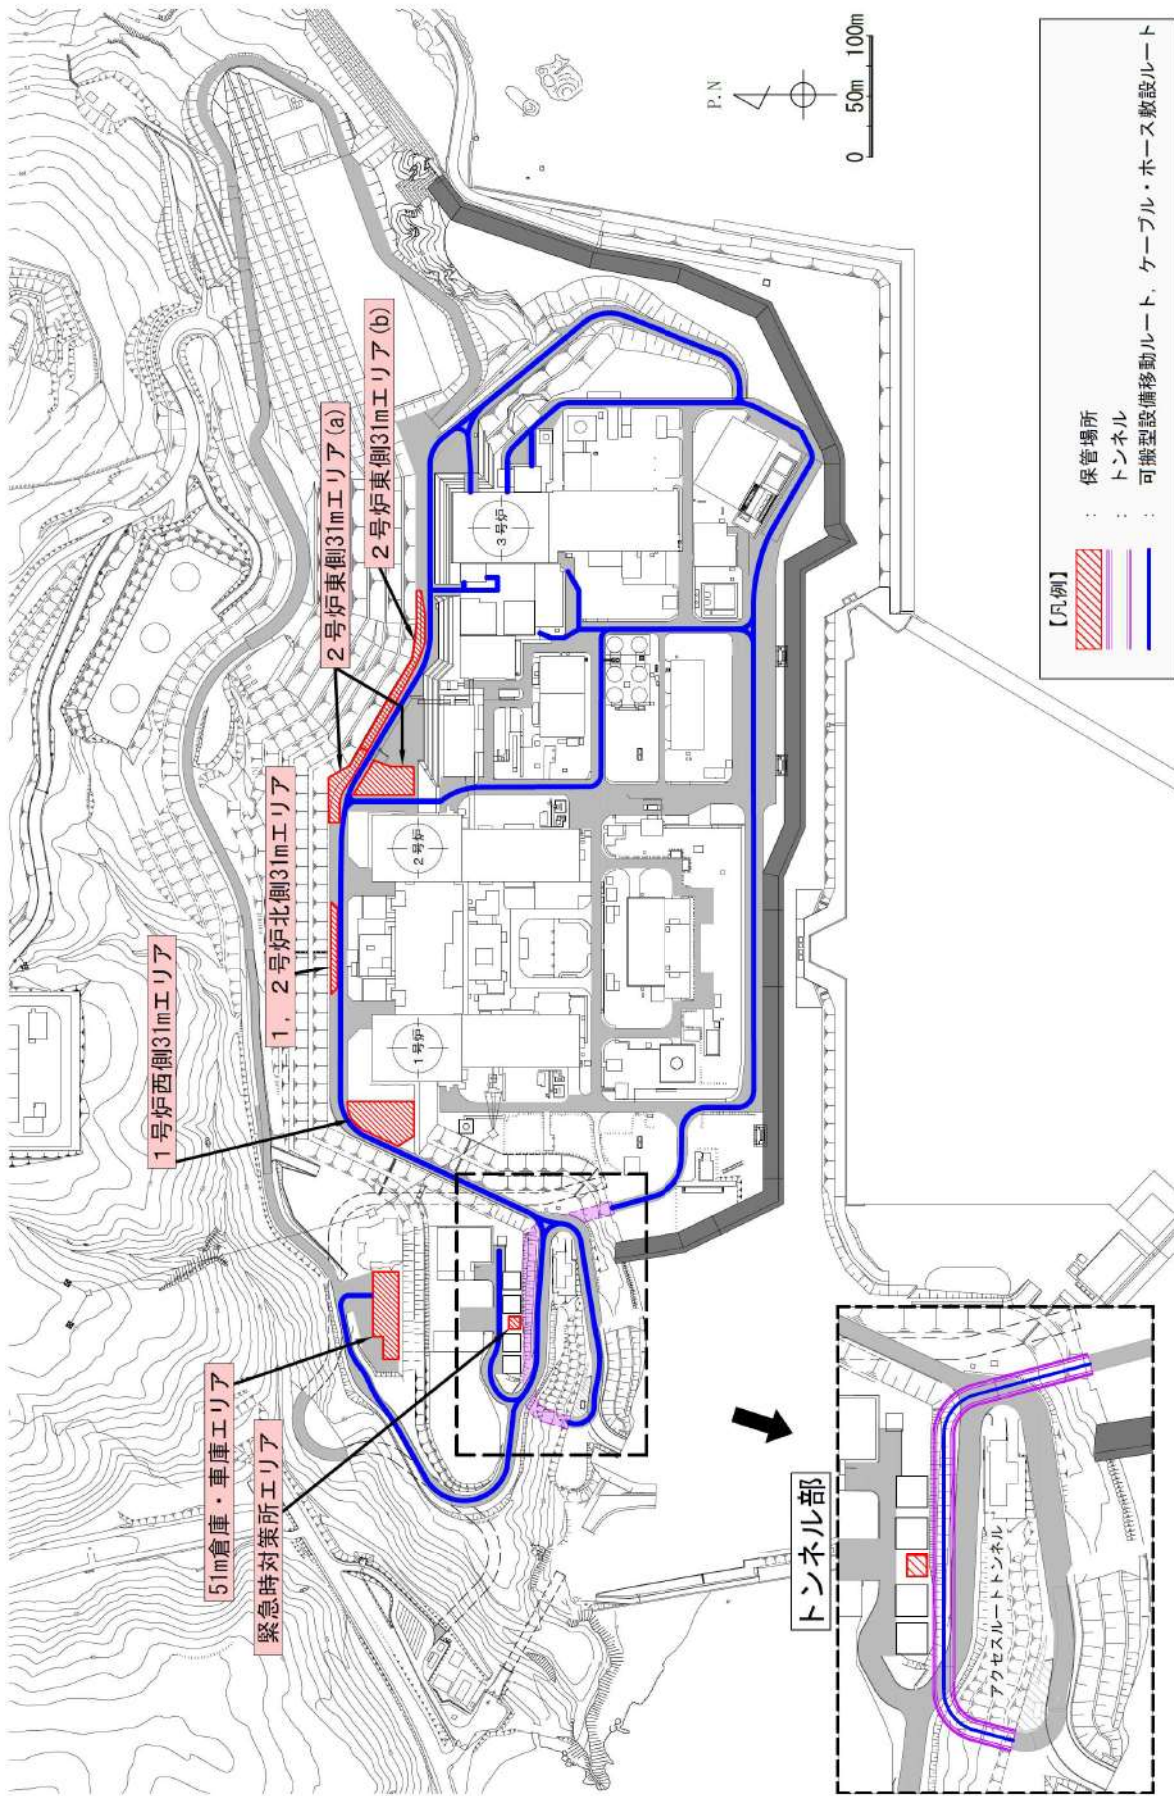 51m倉庫・車庫エリア
緊急時対策所エリア
1号炉西側31mエリア
1，2号炉北側31mエリア
2号炉東側31mエリア(a)
2号炉東側31mエリア(b)
1号炉
2号炉
3号炉
P.N
0 50m 100m
トンネル部
アクセスルートトンネル
【凡例】
： 保管場所
： トンネル
： 可搬型設備移動ルート，ケーブル・ホース敷設ルート